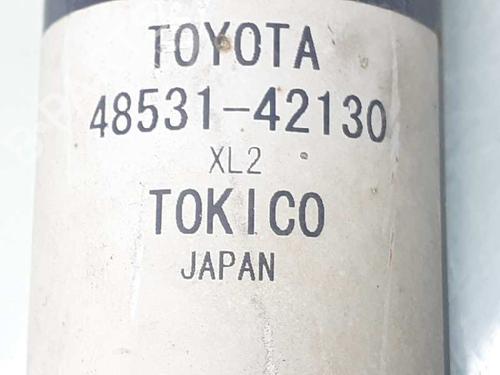 TOYOTA
48531-42130
XL2
TOKICO
JAPAN